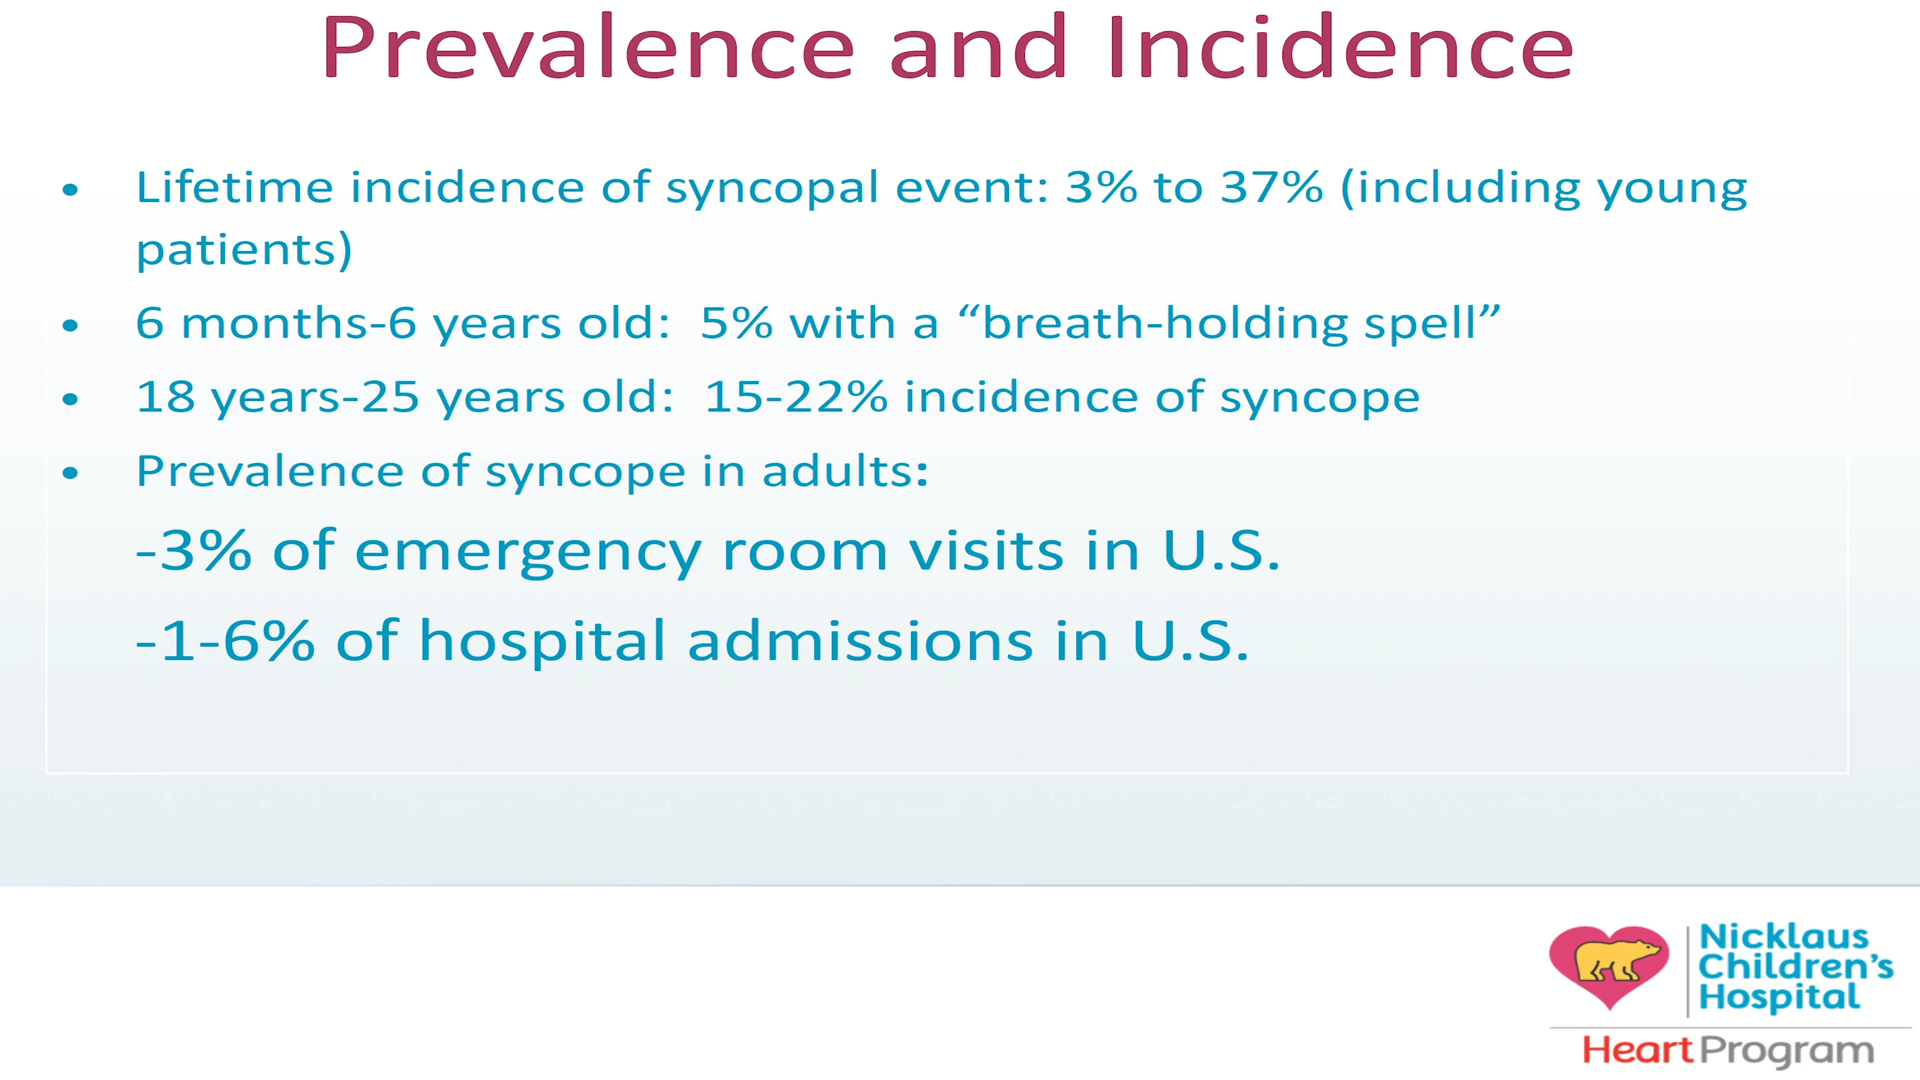 Prevalence and Incidence
• Lifetime incidence of syncopal event: 3% to 37% (including young
patients)
• 6 months-6 years old:  5% with a “breath-holding spell”
• 18 years-25 years old:  15-22% incidence of syncope
• Prevalence of syncope in adults:
-3% of emergency room visits in U.S.
-1-6% of hospital admissions in U.S.
Nicklaus
Children’s
Hospital
Heart Program